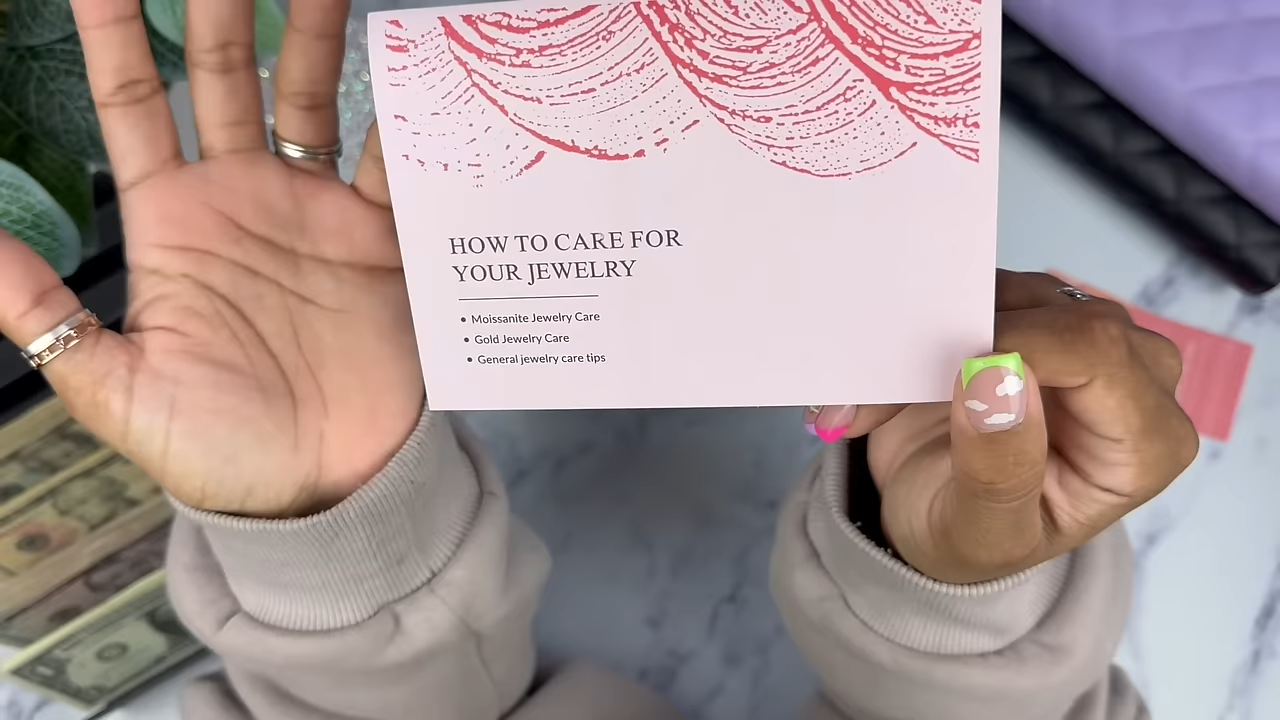 HOW TO CARE FOR
YOUR JEWELRY
• Moissanite Jewelry Care
• Gold Jewelry Care
• General jewelry care tips